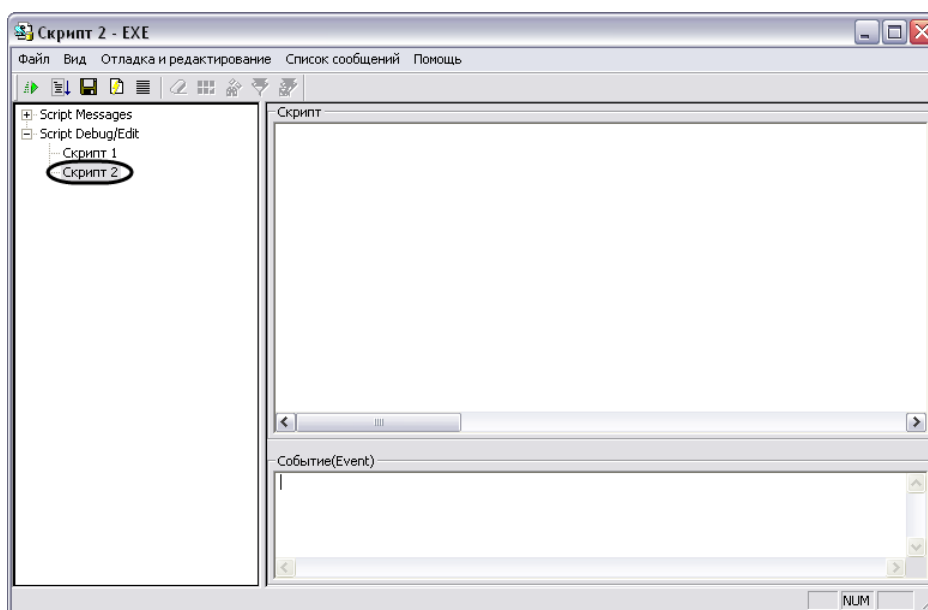 Скрипт 2 - EXE
Файл Вид Отладка и редактирование Список сообщений Помощь
Script Messages
Script Debug/Edit
Скрипт 1
Скрипт 2
Скрипт
Событие(Event)
NUM